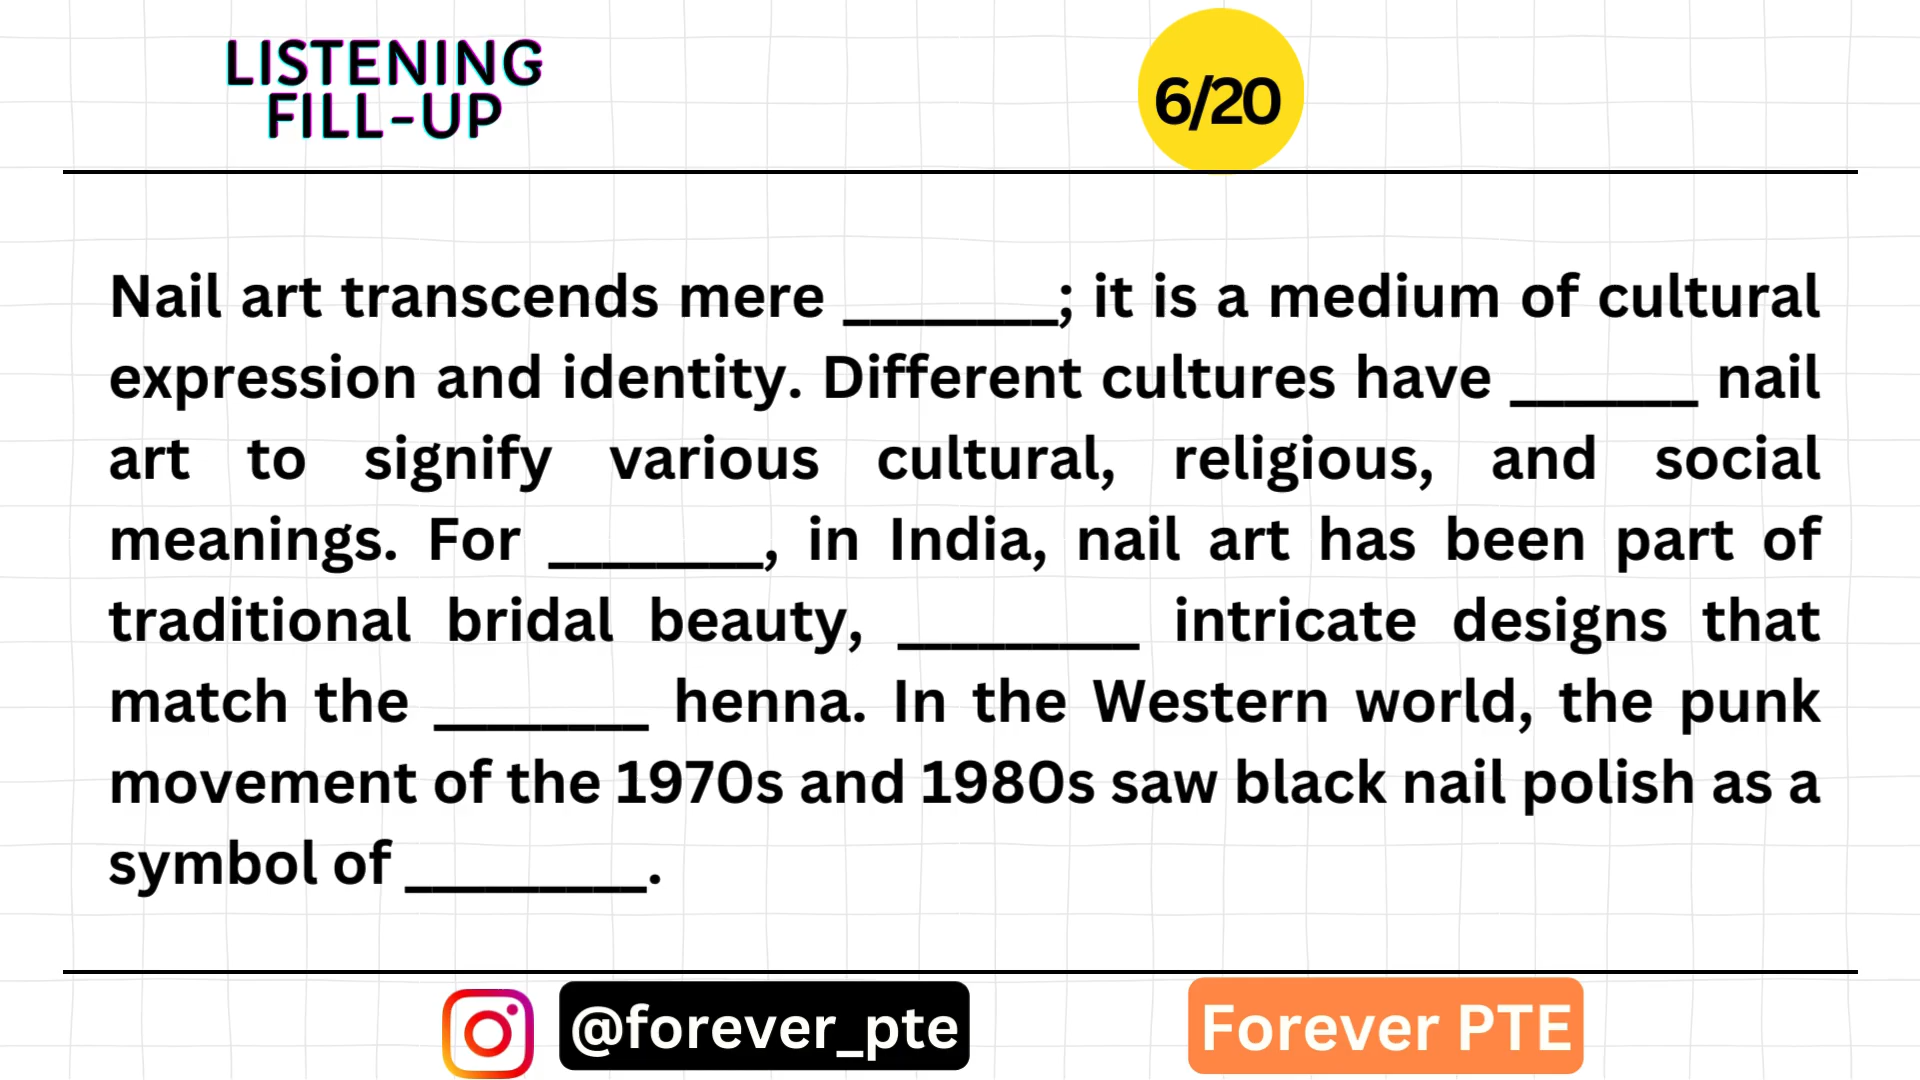 LISTENING
FILL-UP
6/20
Nail art transcends mere ________; it is a medium of cultural
expression and identity. Different cultures have _______ nail
art to signify various cultural, religious, and social
meanings. For ________, in India, nail art has been part of
traditional bridal beauty, _________ intricate designs that
match the ________ henna. In the Western world, the punk
movement of the 1970s and 1980s saw black nail polish as a
symbol of _________.
@forever_pte
Forever PTE